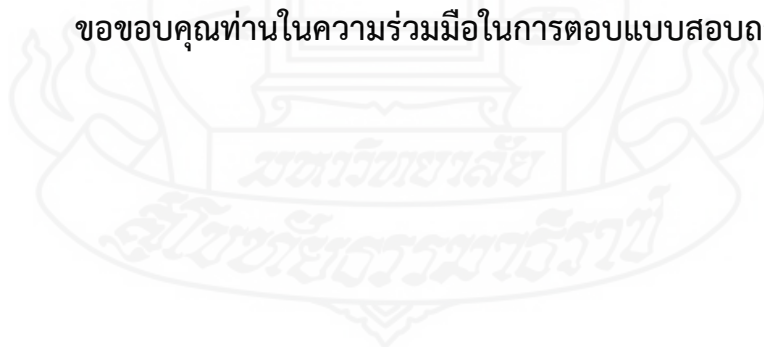 ขอขอบคุณท่านในความร่วมมือในการตอบแบบสอบถ
มหาวิทยาลัย
สุโขทัยธรรมาธิราช